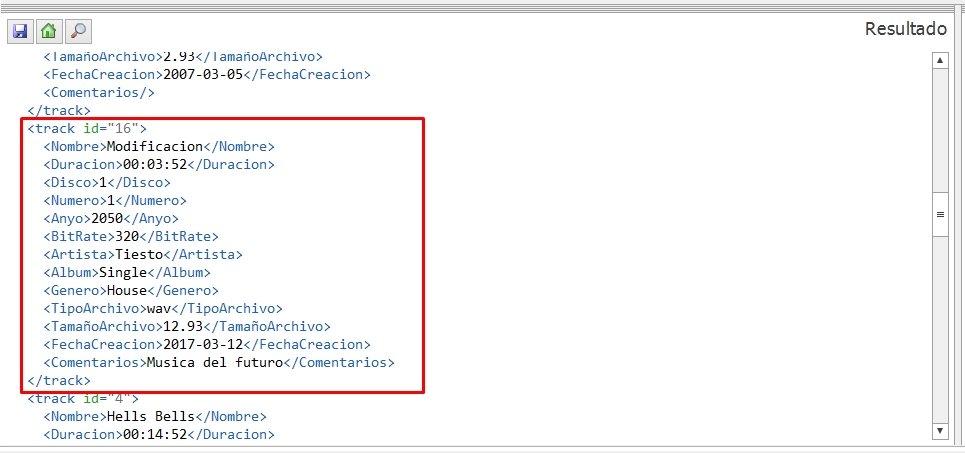 Resultado
<TamañoArchivo>2.93</TamañoArchivo>
<FechaCreacion>2007-03-05</FechaCreacion>
<Comentarios/>
</track>
<track id="16">
<Nombre>Modificacion</Nombre>
<Duracion>00:03:52</Duracion>
<Disco>1</Disco>
<Numero>1</Numero>
<Anyo>2050</Anyo>
<BitRate>320</BitRate>
<Artista>Tiesto</Artista>
<Album>Single</Album>
<Genero>House</Genero>
<TipoArchivo>wav</TipoArchivo>
<TamañoArchivo>12.93</TamañoArchivo>
<FechaCreacion>2017-03-12</FechaCreacion>
<Comentarios>Musica del futuro</Comentarios>
</track>
<track id="4">
<Nombre>Hells Bells</Nombre>
<Duracion>00:14:52</Duracion>